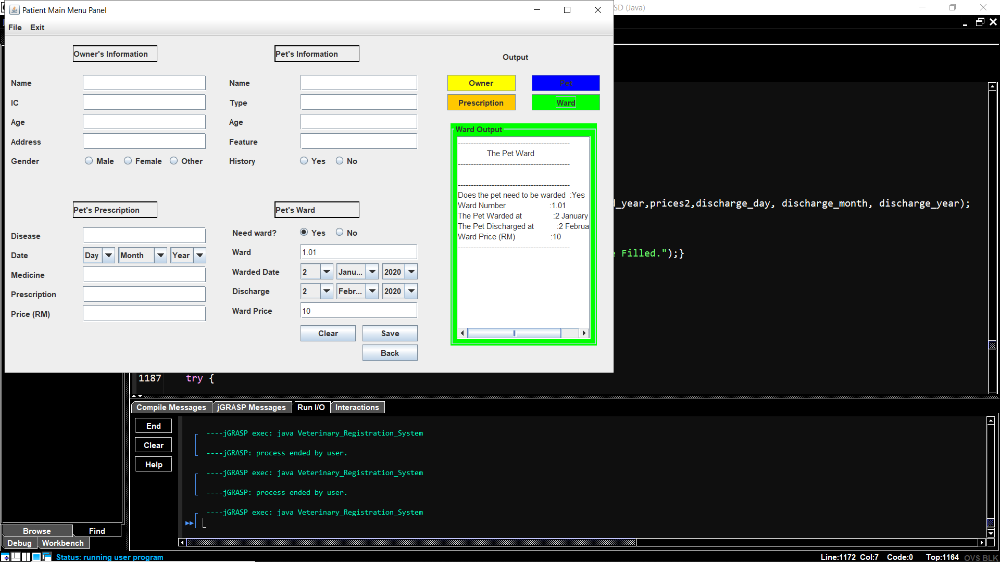 Patient Main Menu Panel
SD (Java)
File Exit
Owner's Information
Pet's Information
Output
Name
Name
Owner
Pet
IC
Type
Prescription
Ward
Age
Age
Address
Feature
Gender
Male Female Other
History
Yes No
Ward Output
--------------------------------------------
The Pet Ward
--------------------------------------------
--------------------------------------------
Does the pet need to be warded :Yes
Ward Number :1.01
The Pet Warded at :2 January
The Pet Discharged at :2 Februa
Ward Price (RM) :10
--------------------------------------------
Pet's Prescription
Pet's Ward
Disease
Need ward?
Yes No
Date
Day Month Year
Ward
1.01
Medicine
Warded Date
2 Janu... 2020
Prescription
Discharge
2 Febr... 2020
Price (RM)
Ward Price
10
Clear Save
Back
_year,prices2,discharge_day, discharge_month, discharge_year);
Filled.");}
1187 try {
Compile Messages jGRASP Messages Run I/O Interactions
End
Clear
Help
----jGRASP exec: java Veterinary_Registration_System
----jGRASP: process ended by user.
----jGRASP exec: java Veterinary_Registration_System
----jGRASP: process ended by user.
----jGRASP exec: java Veterinary_Registration_System
Browse Find
Debug Workbench
Status: running user program
Line:1172 Col:7 Code:0 Top:1164 OVS BLK